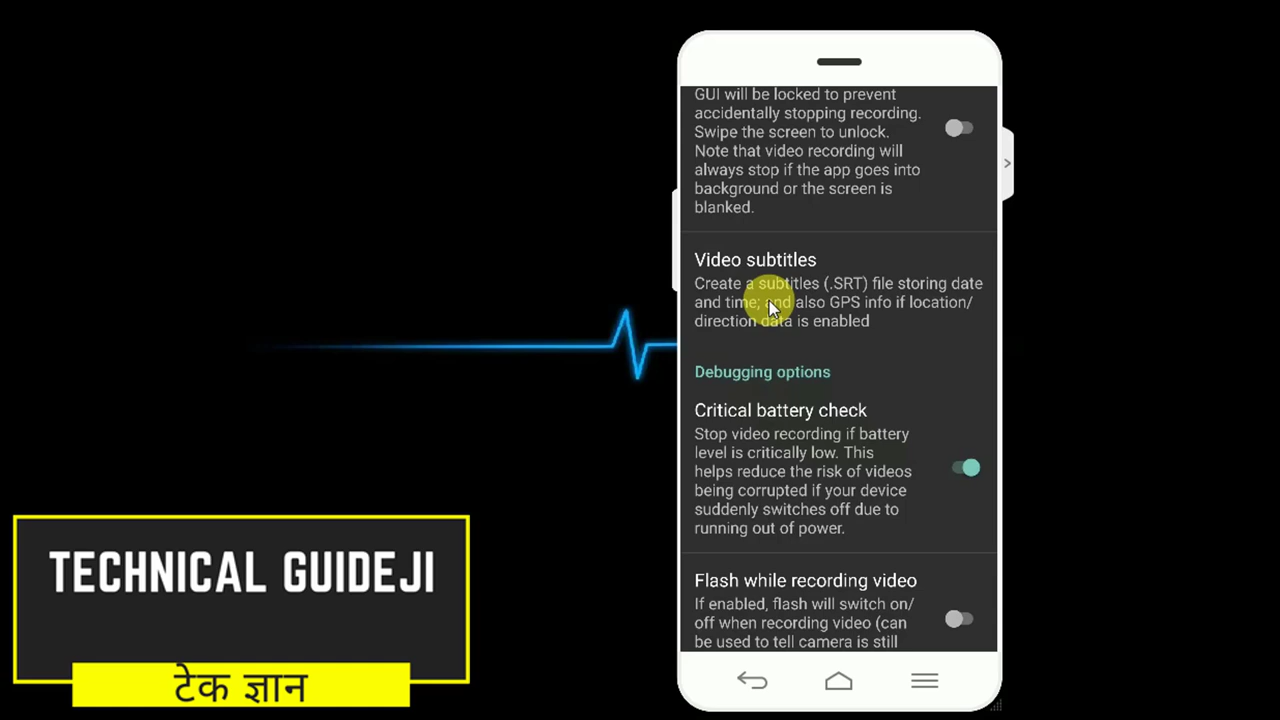 GUI will be locked to prevent
accidentally stopping recording.
Swipe the screen to unlock.
Note that video recording will
always stop if the app goes into
background or the screen is
blanked.
Video subtitles
Create a subtitles (.SRT) file storing date
and time; and also GPS info if location/
direction data is enabled
Debugging options
Critical battery check
Stop video recording if battery
level is critically low. This
helps reduce the risk of videos
being corrupted if your device
suddenly switches off due to
running out of power.
Flash while recording video
If enabled, flash will switch on/
off when recording video (can
be used to tell camera is still
TECHNICAL GUIDEJI
टेक ज्ञान